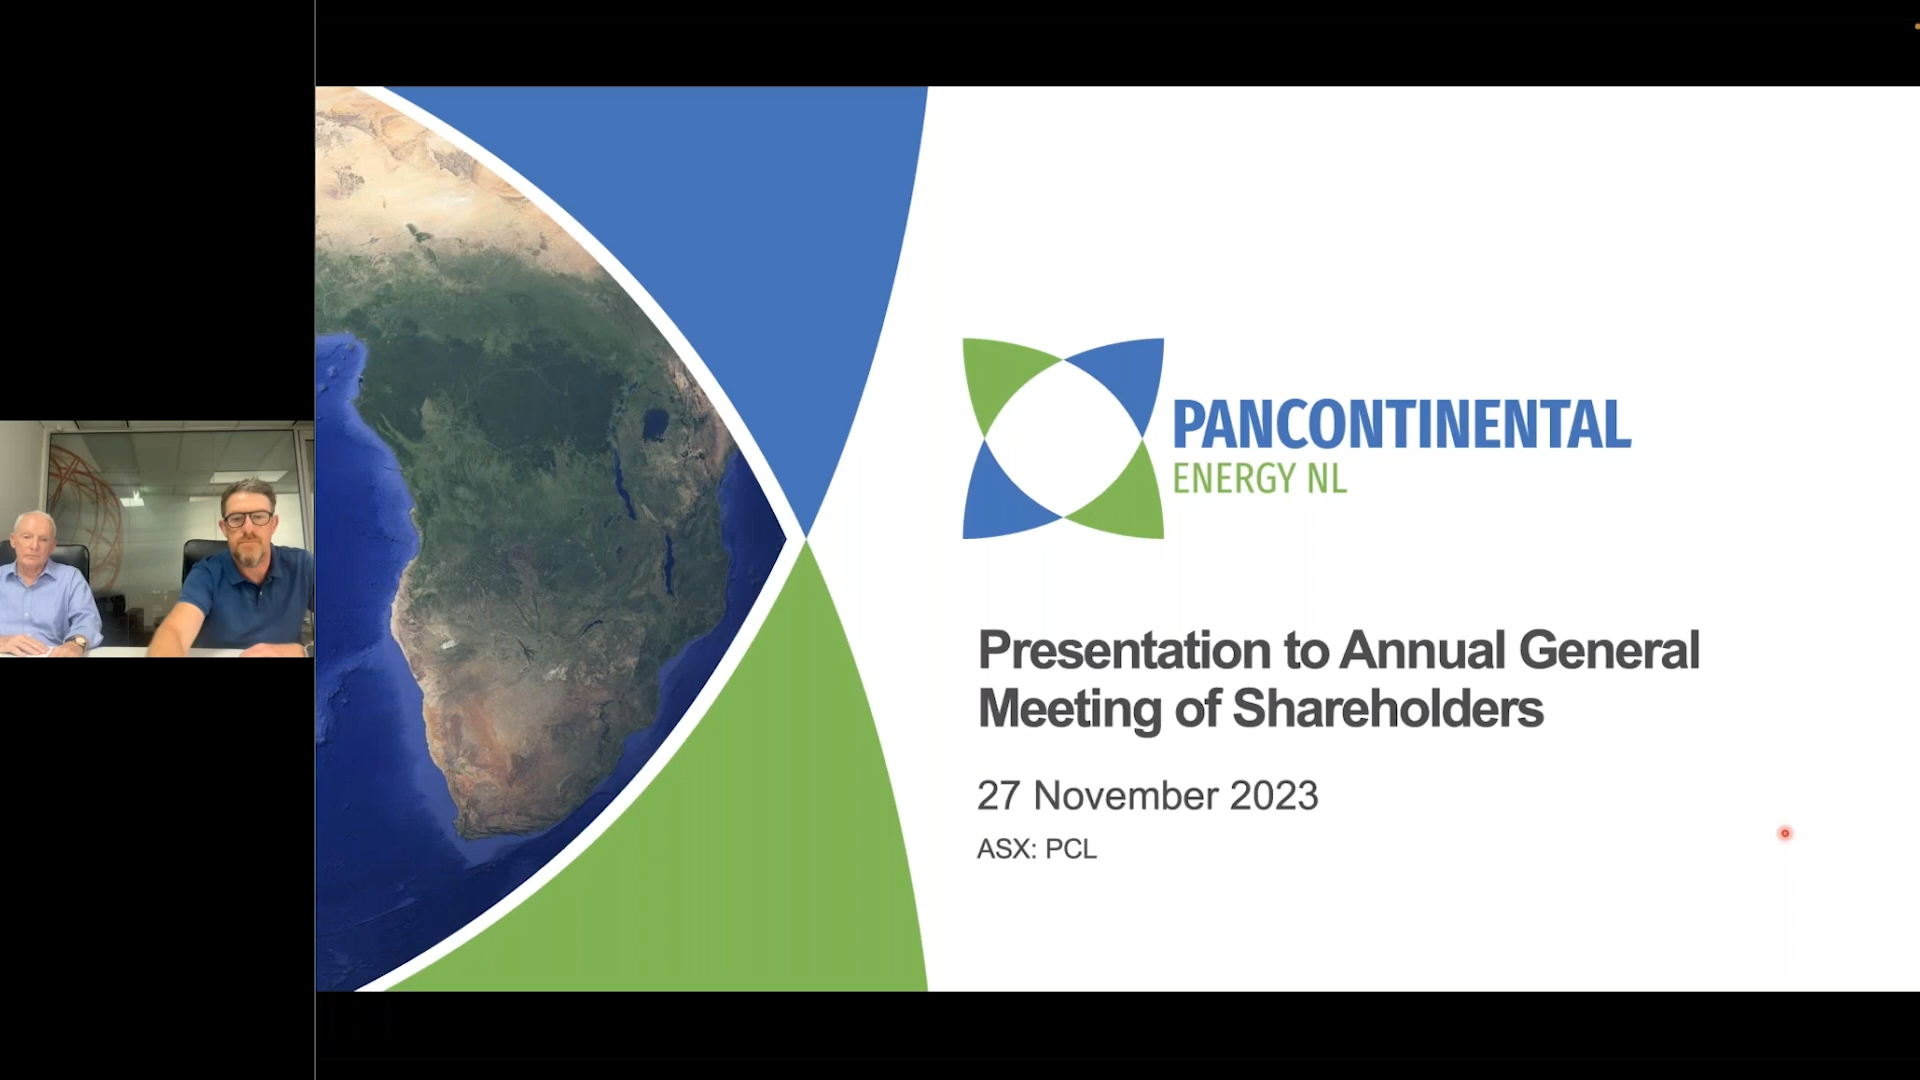 PANCONTINENTAL
ENERGY NL
Presentation to Annual General
Meeting of Shareholders
27 November 2023
ASX: PCL